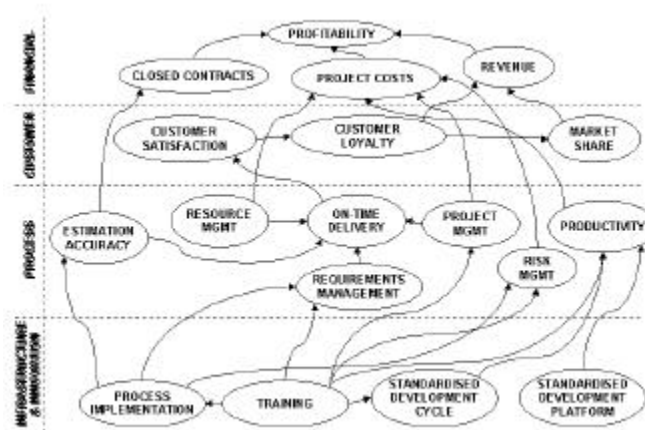 FINANCIAL
PROFITABILITY
CLOSED CONTRACTS
PROJECT COSTS
REVENUE
CUSTOMER
CUSTOMER
SATISFACTION
CUSTOMER
LOYALTY
MARKET
SHARE
PROCESS
ESTIMATION
ACCURACY
RESOURCE
MGMT
ON-TIME
DELIVERY
PROJECT
MGMT
PRODUCTIVITY
RISK
MGMT
REQUIREMENTS
MANAGEMENT
INFRASTRUCTURE
& INNOVATION
PROCESS
IMPLEMENTATION
TRAINING
STANDARDISED
DEVELOPMENT
CYCLE
STANDARDISED
DEVELOPMENT
PLATFORM